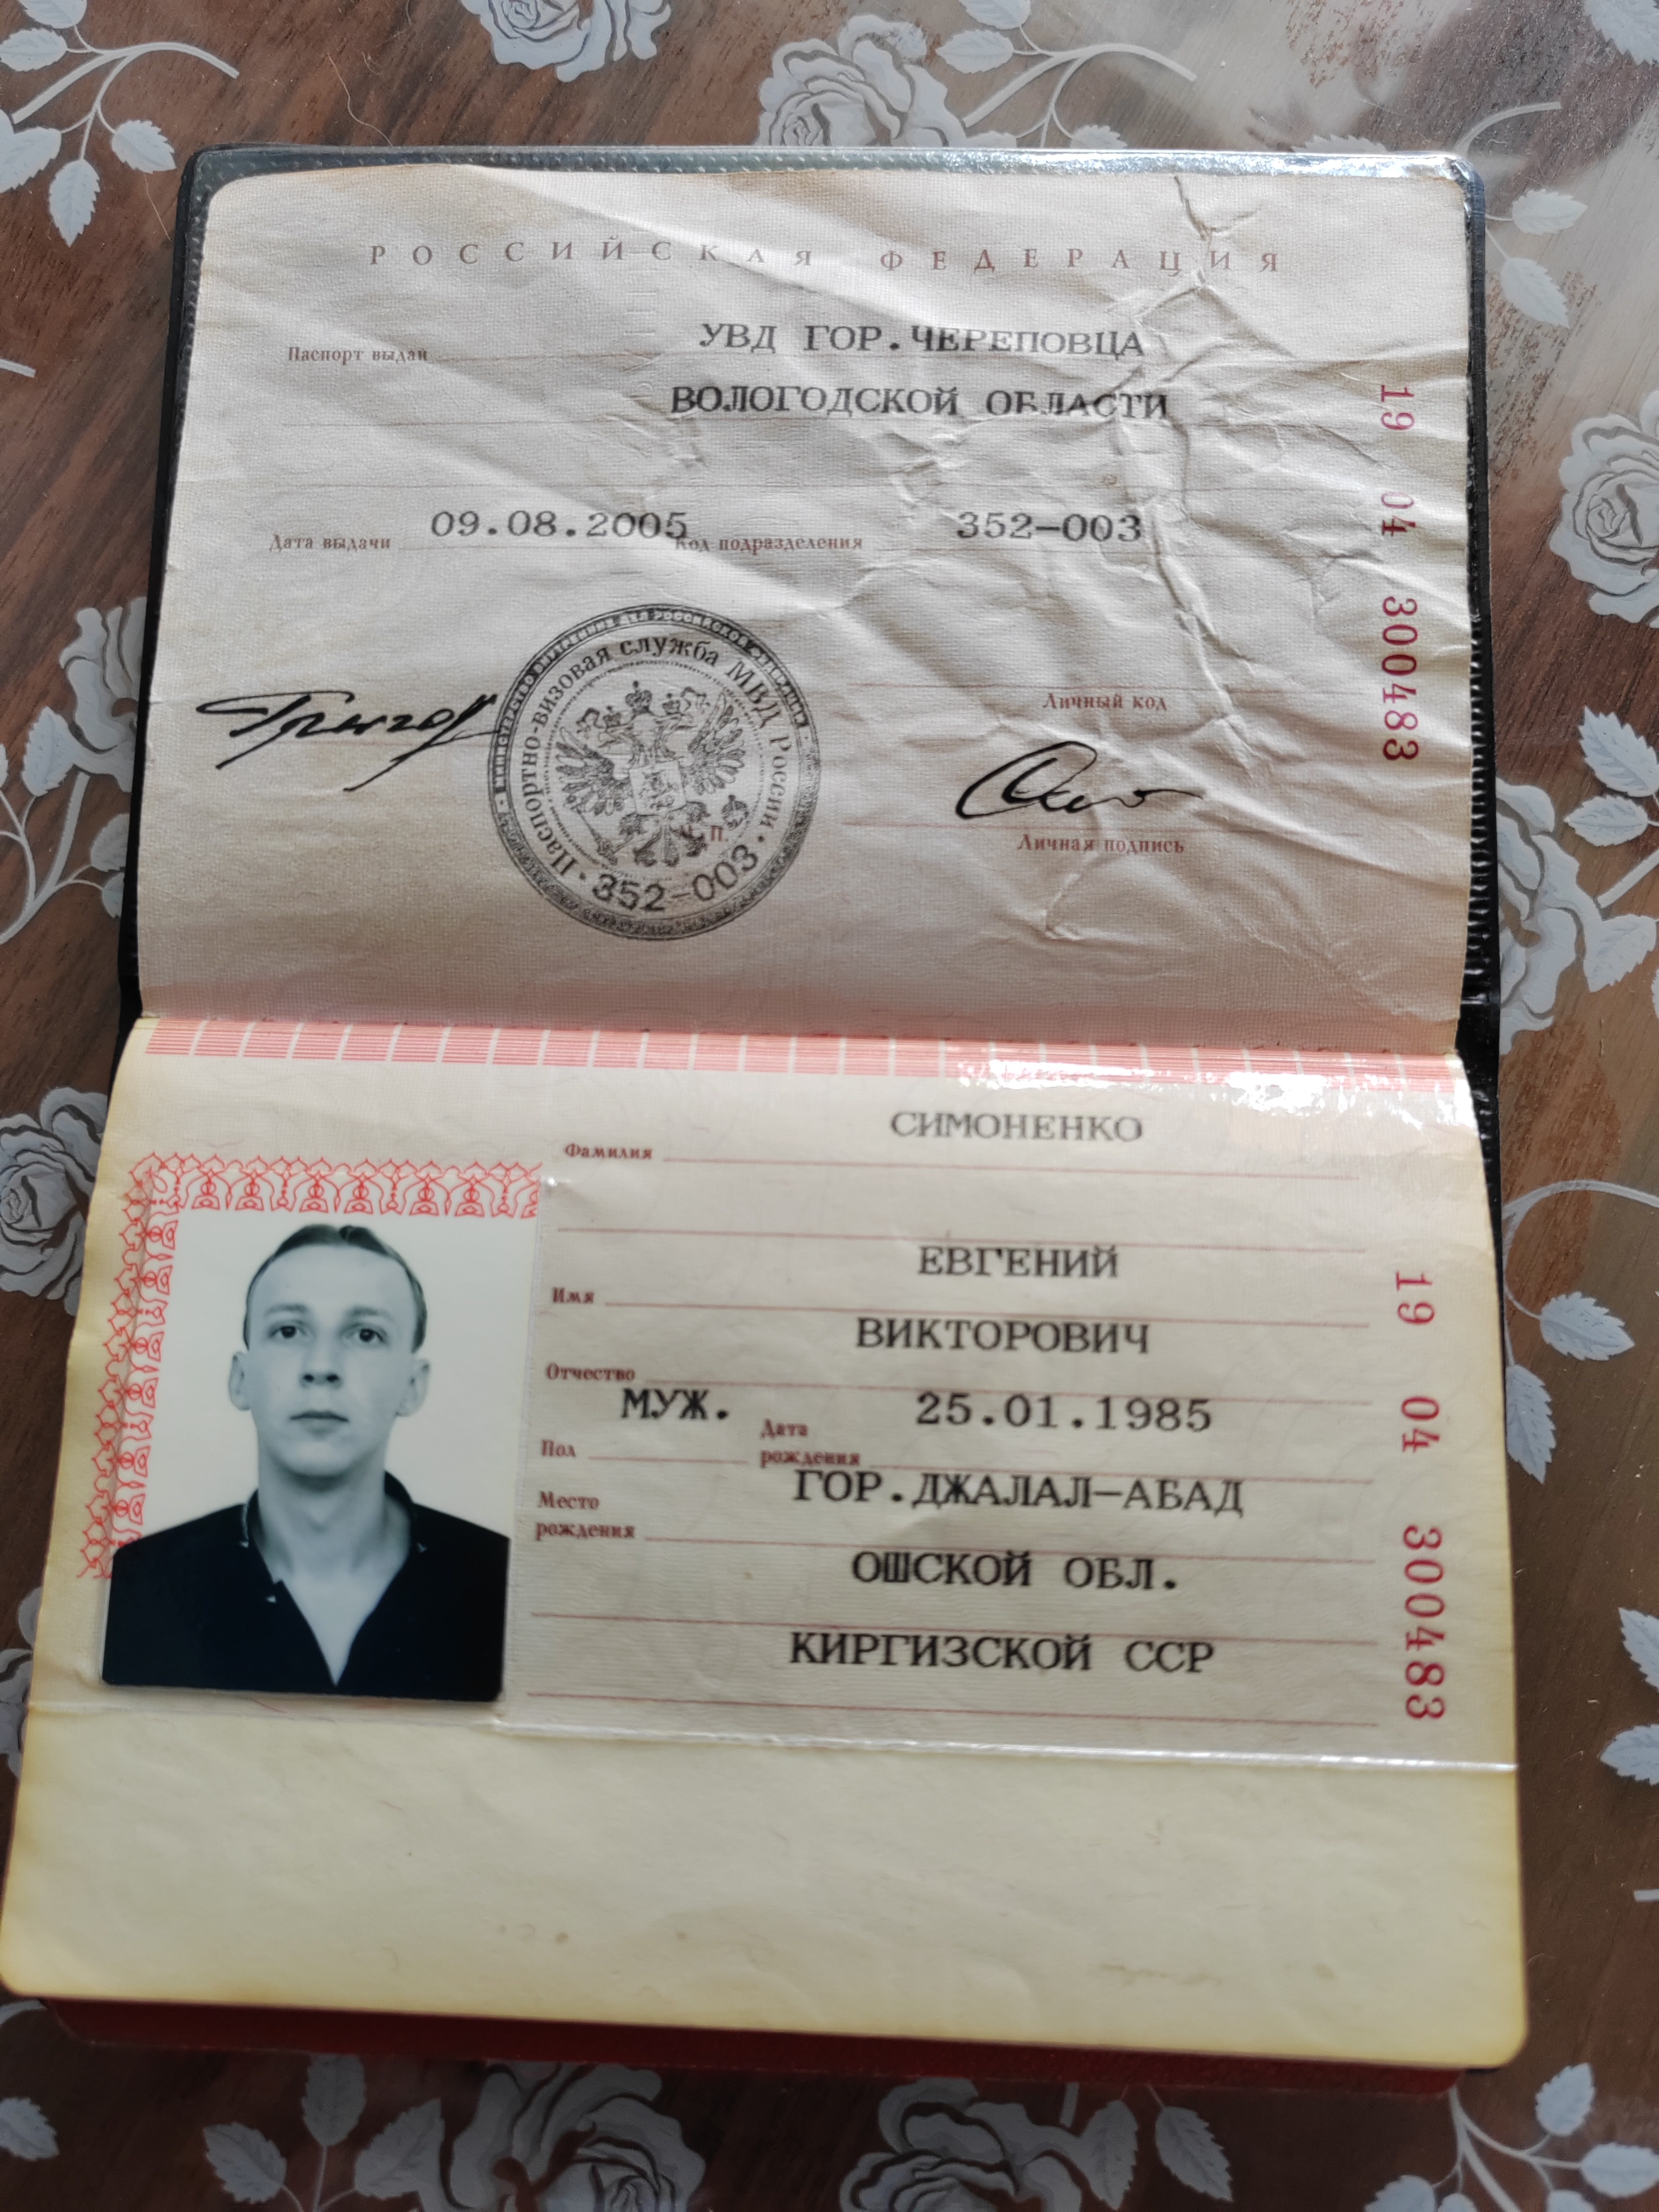 РОССИЙСКАЯ ФЕДЕРАЦИЯ
Паспорт выдан УВД ГОР.ЧЕРЕПОВЦА
ВОЛОГОДСКОЙ ОБЛАСТИ
Дата выдачи 09.08.2005 Код подразделения 352-003
Личный код
Личная подпись
Паспортно-визовая служба МВД России
М.П.
352-003
19 04 300483
СИМОНЕНКО
Фамилия
ЕВГЕНИЙ
Имя
ВИКТОРОВИЧ
Отчество
МУЖ. 25.01.1985
Пол Дата рождения
ГОР.ДЖАЛАЛ-АБАД
Место рождения
ОШСКОЙ ОБЛ.
КИРГИЗСКОЙ ССР
19 04 300483